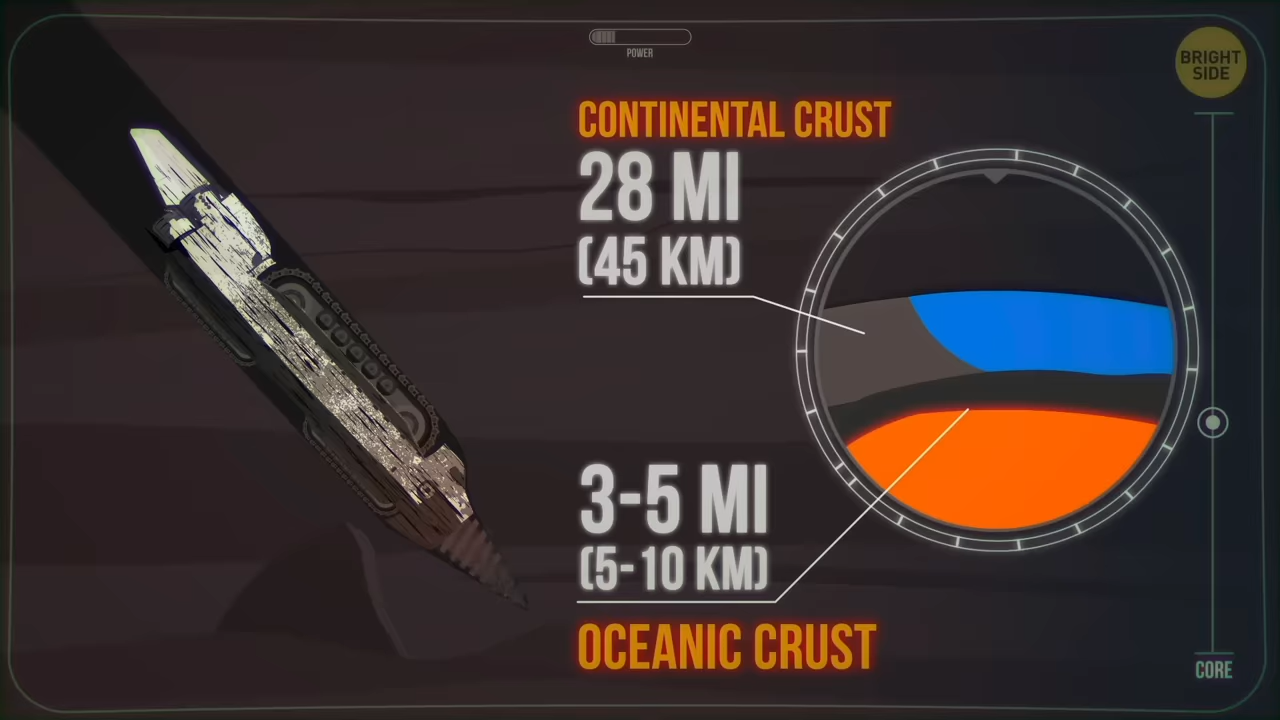 POWER
BRIGHT
SIDE
CONTINENTAL CRUST
28 MI
(45 KM)
3-5 MI
(5-10 KM)
OCEANIC CRUST
CORE